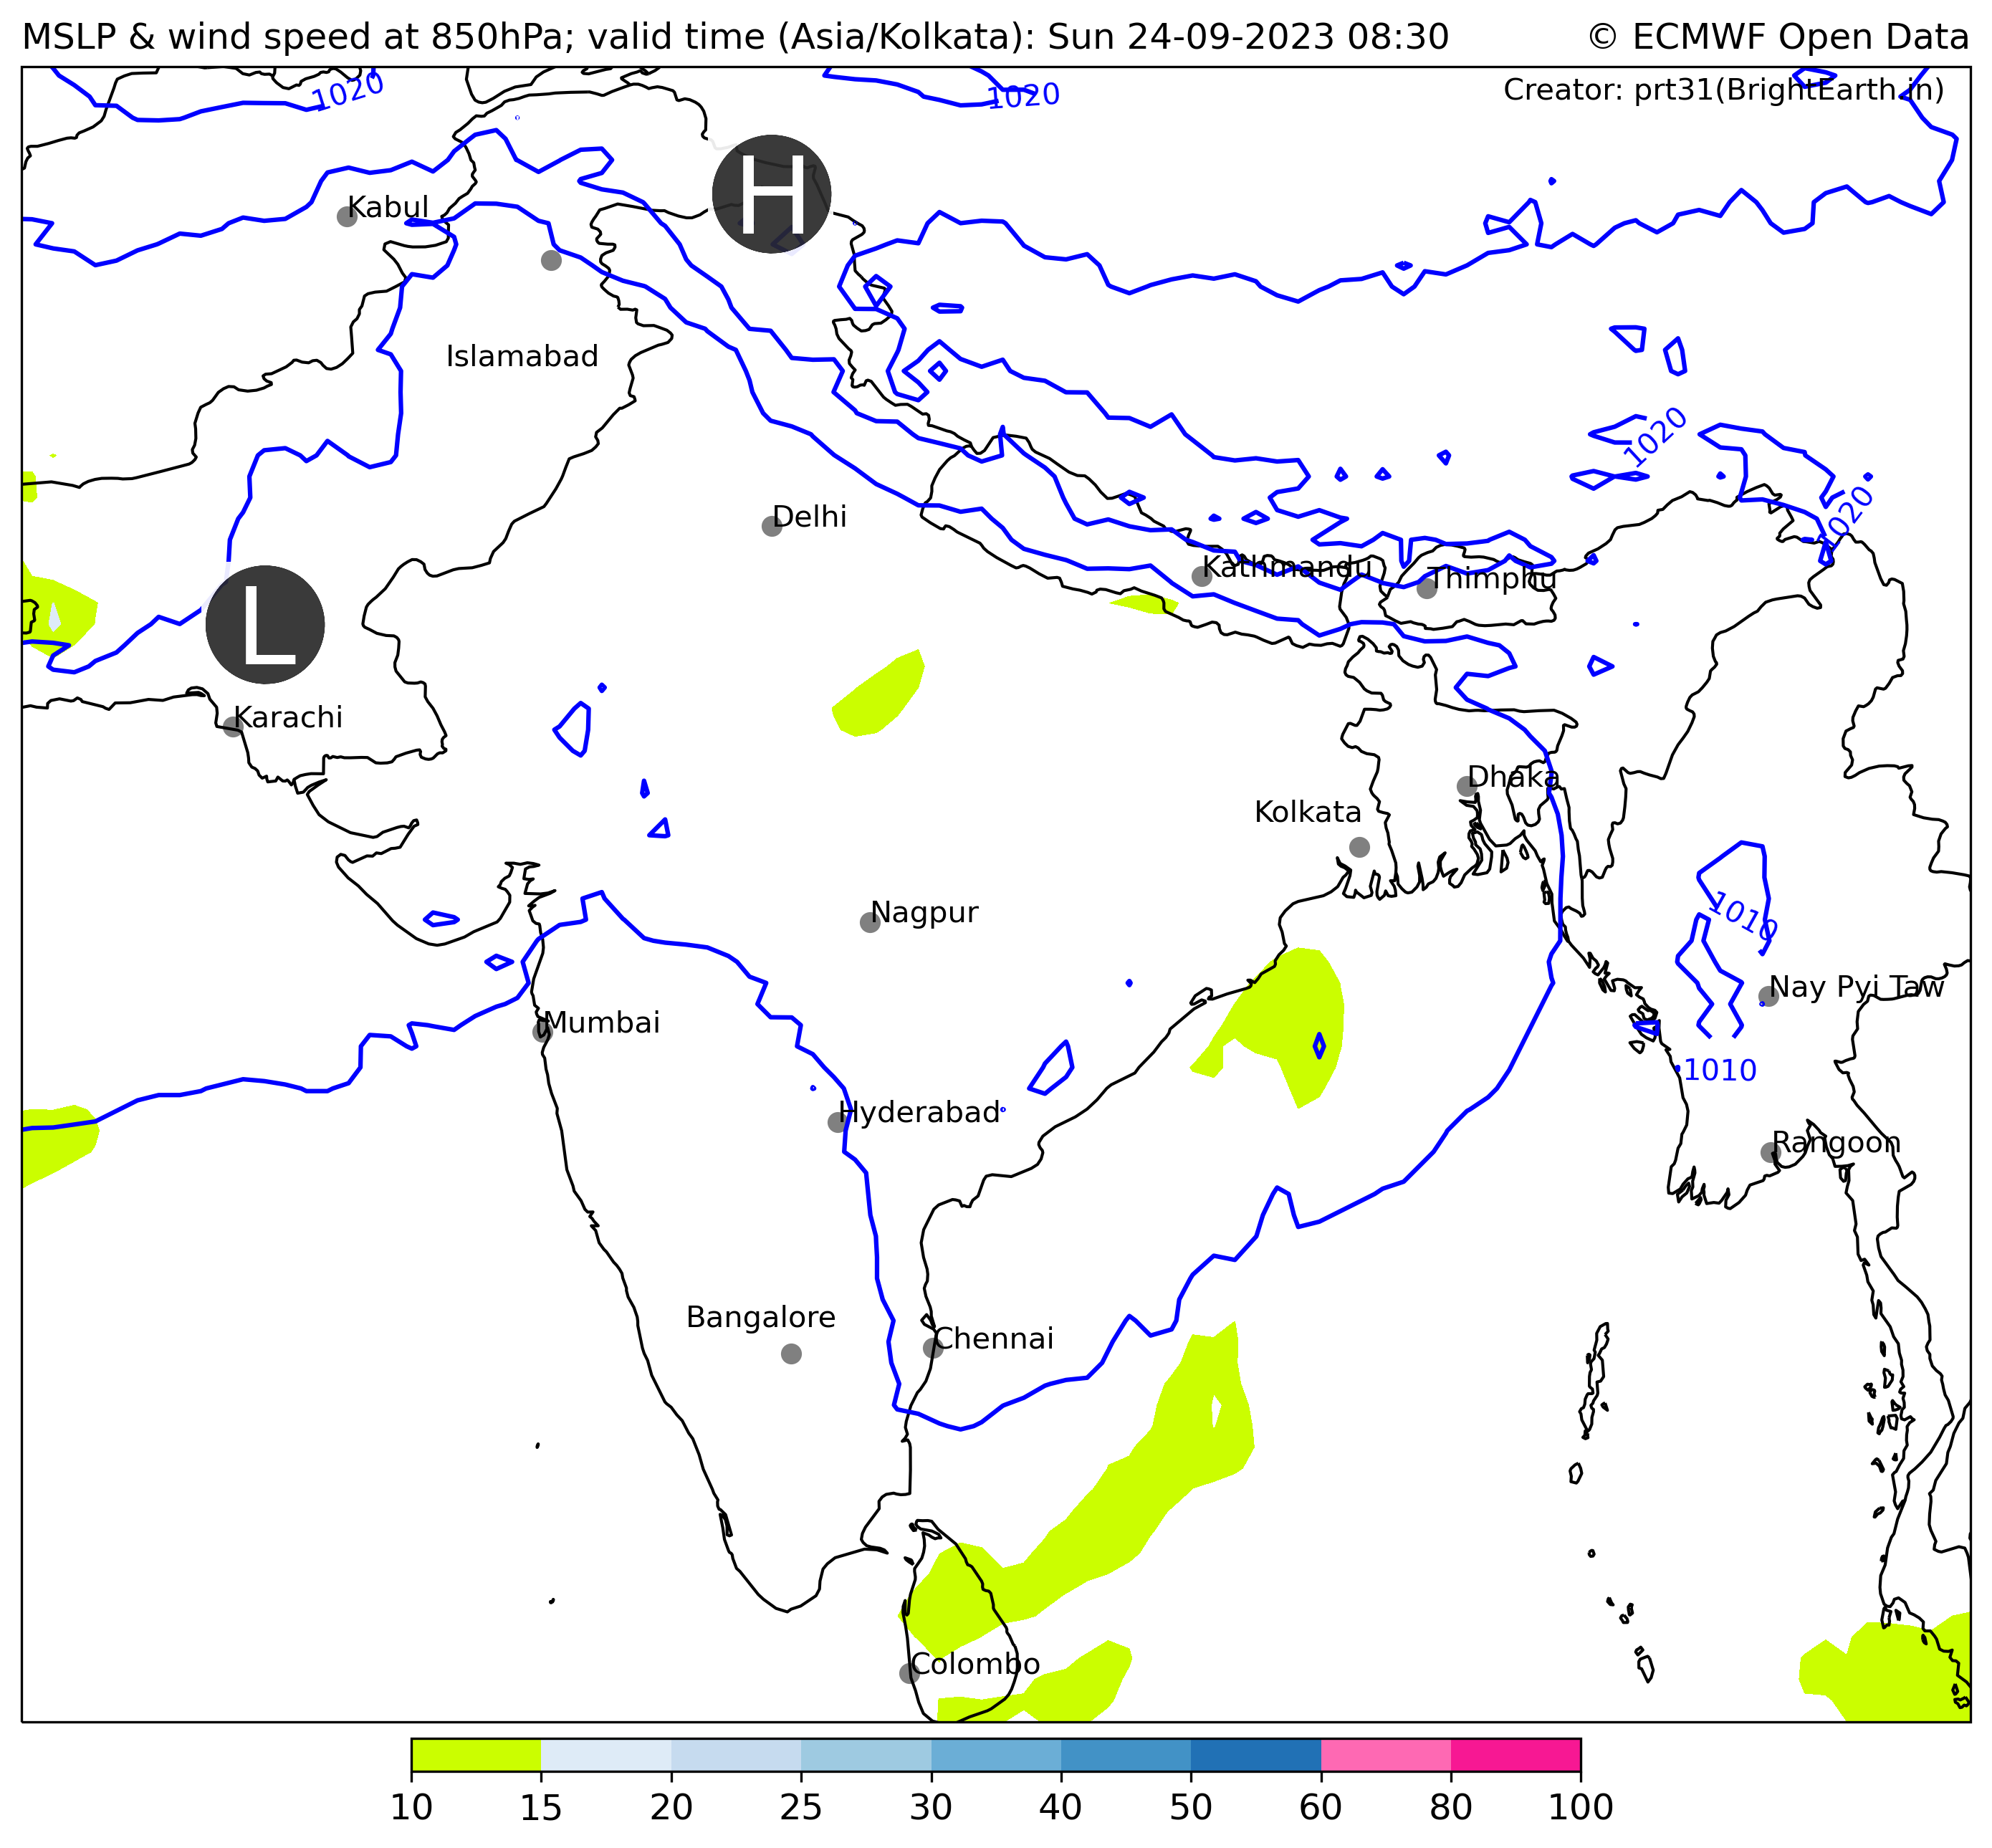 MSLP & wind speed at 850hPa; valid time (Asia/Kolkata): Sun 24-09-2023 08:30 © ECMWF Open Data
Creator: prt31(BrightEarth.in)
1020
1020
H
Kabul
Islamabad
1020
1020
Delhi
Kathmandu
Thimphu
L
Karachi
Dhaka
Kolkata
Nagpur
1010
Nay Pyi Taw
Mumbai
1010
Hyderabad
Rangoon
Bangalore
Chennai
Colombo
10 15 20 25 30 40 50 60 80 100